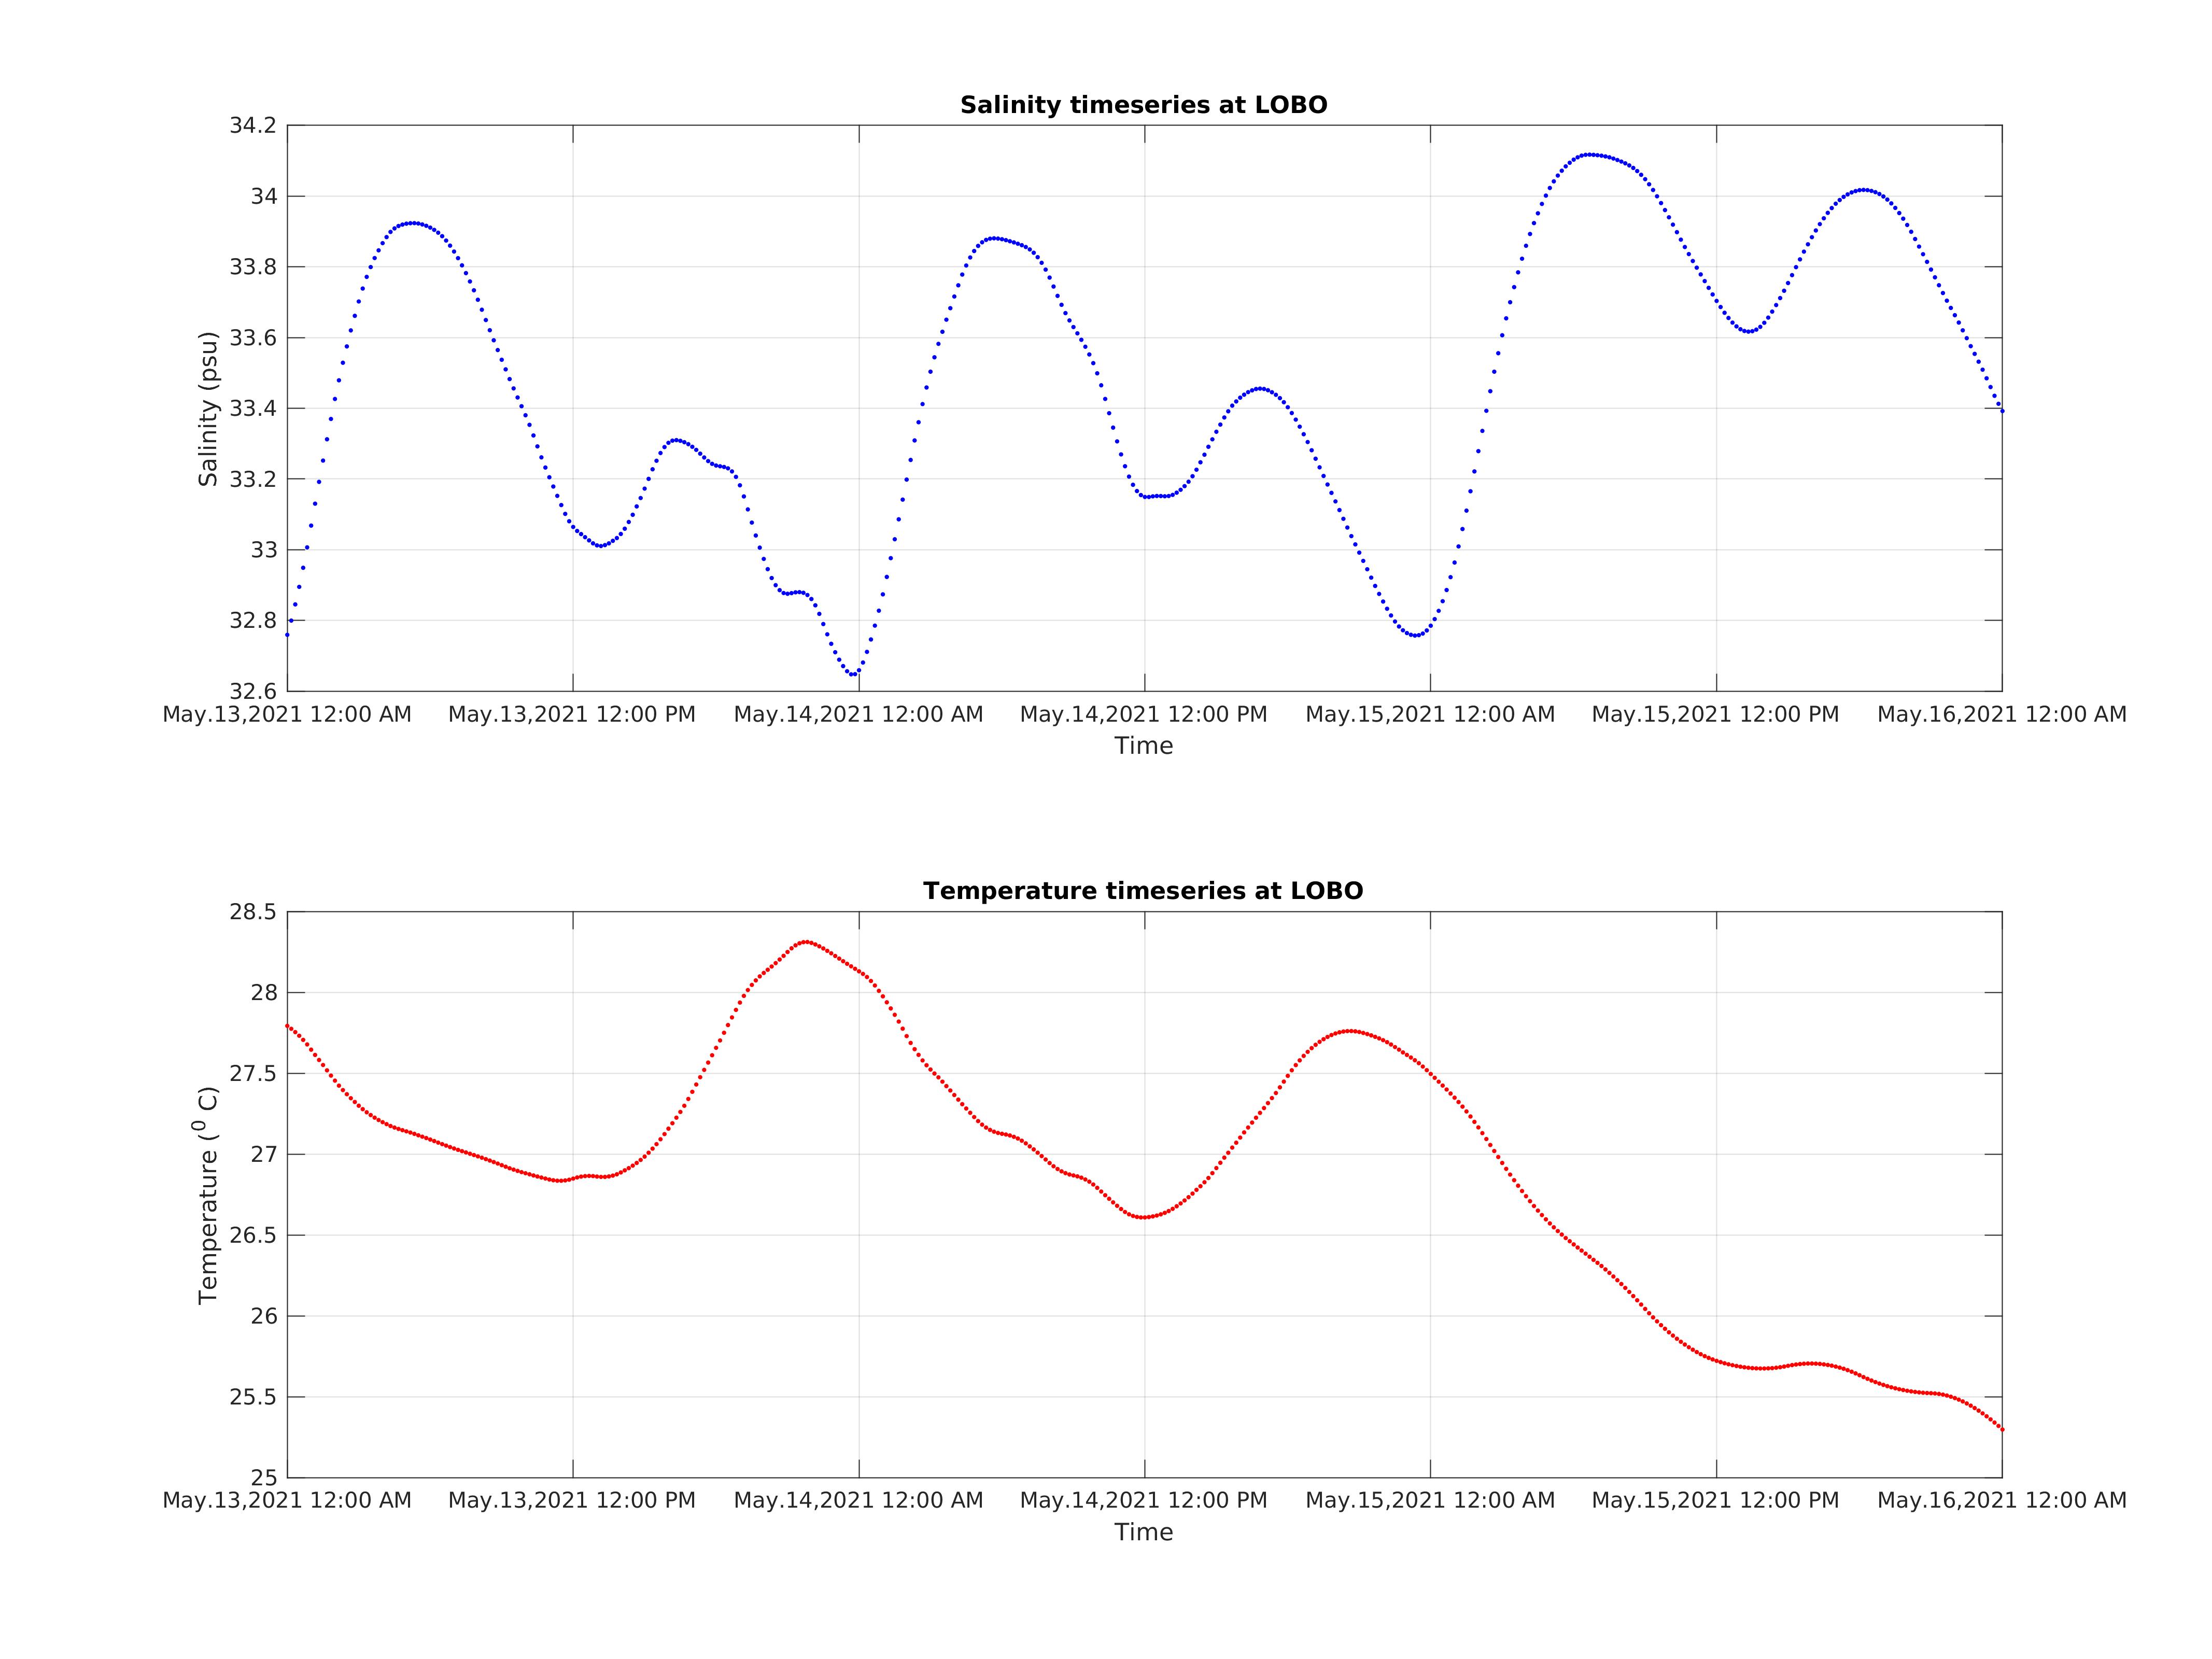 Salinity timeseries at LOBO
34.2
34
33.8
33.6
33.4
33.2
33
32.8
32.6
Salinity (psu)
May.13,2021 12:00 AM May.13,2021 12:00 PM May.14,2021 12:00 AM May.14,2021 12:00 PM May.15,2021 12:00 AM May.15,2021 12:00 PM May.16,2021 12:00 AM
Time
Temperature timeseries at LOBO
28.5
28
27.5
27
26.5
26
25.5
25
Temperature (⁰ C)
May.13,2021 12:00 AM May.13,2021 12:00 PM May.14,2021 12:00 AM May.14,2021 12:00 PM May.15,2021 12:00 AM May.15,2021 12:00 PM May.16,2021 12:00 AM
Time